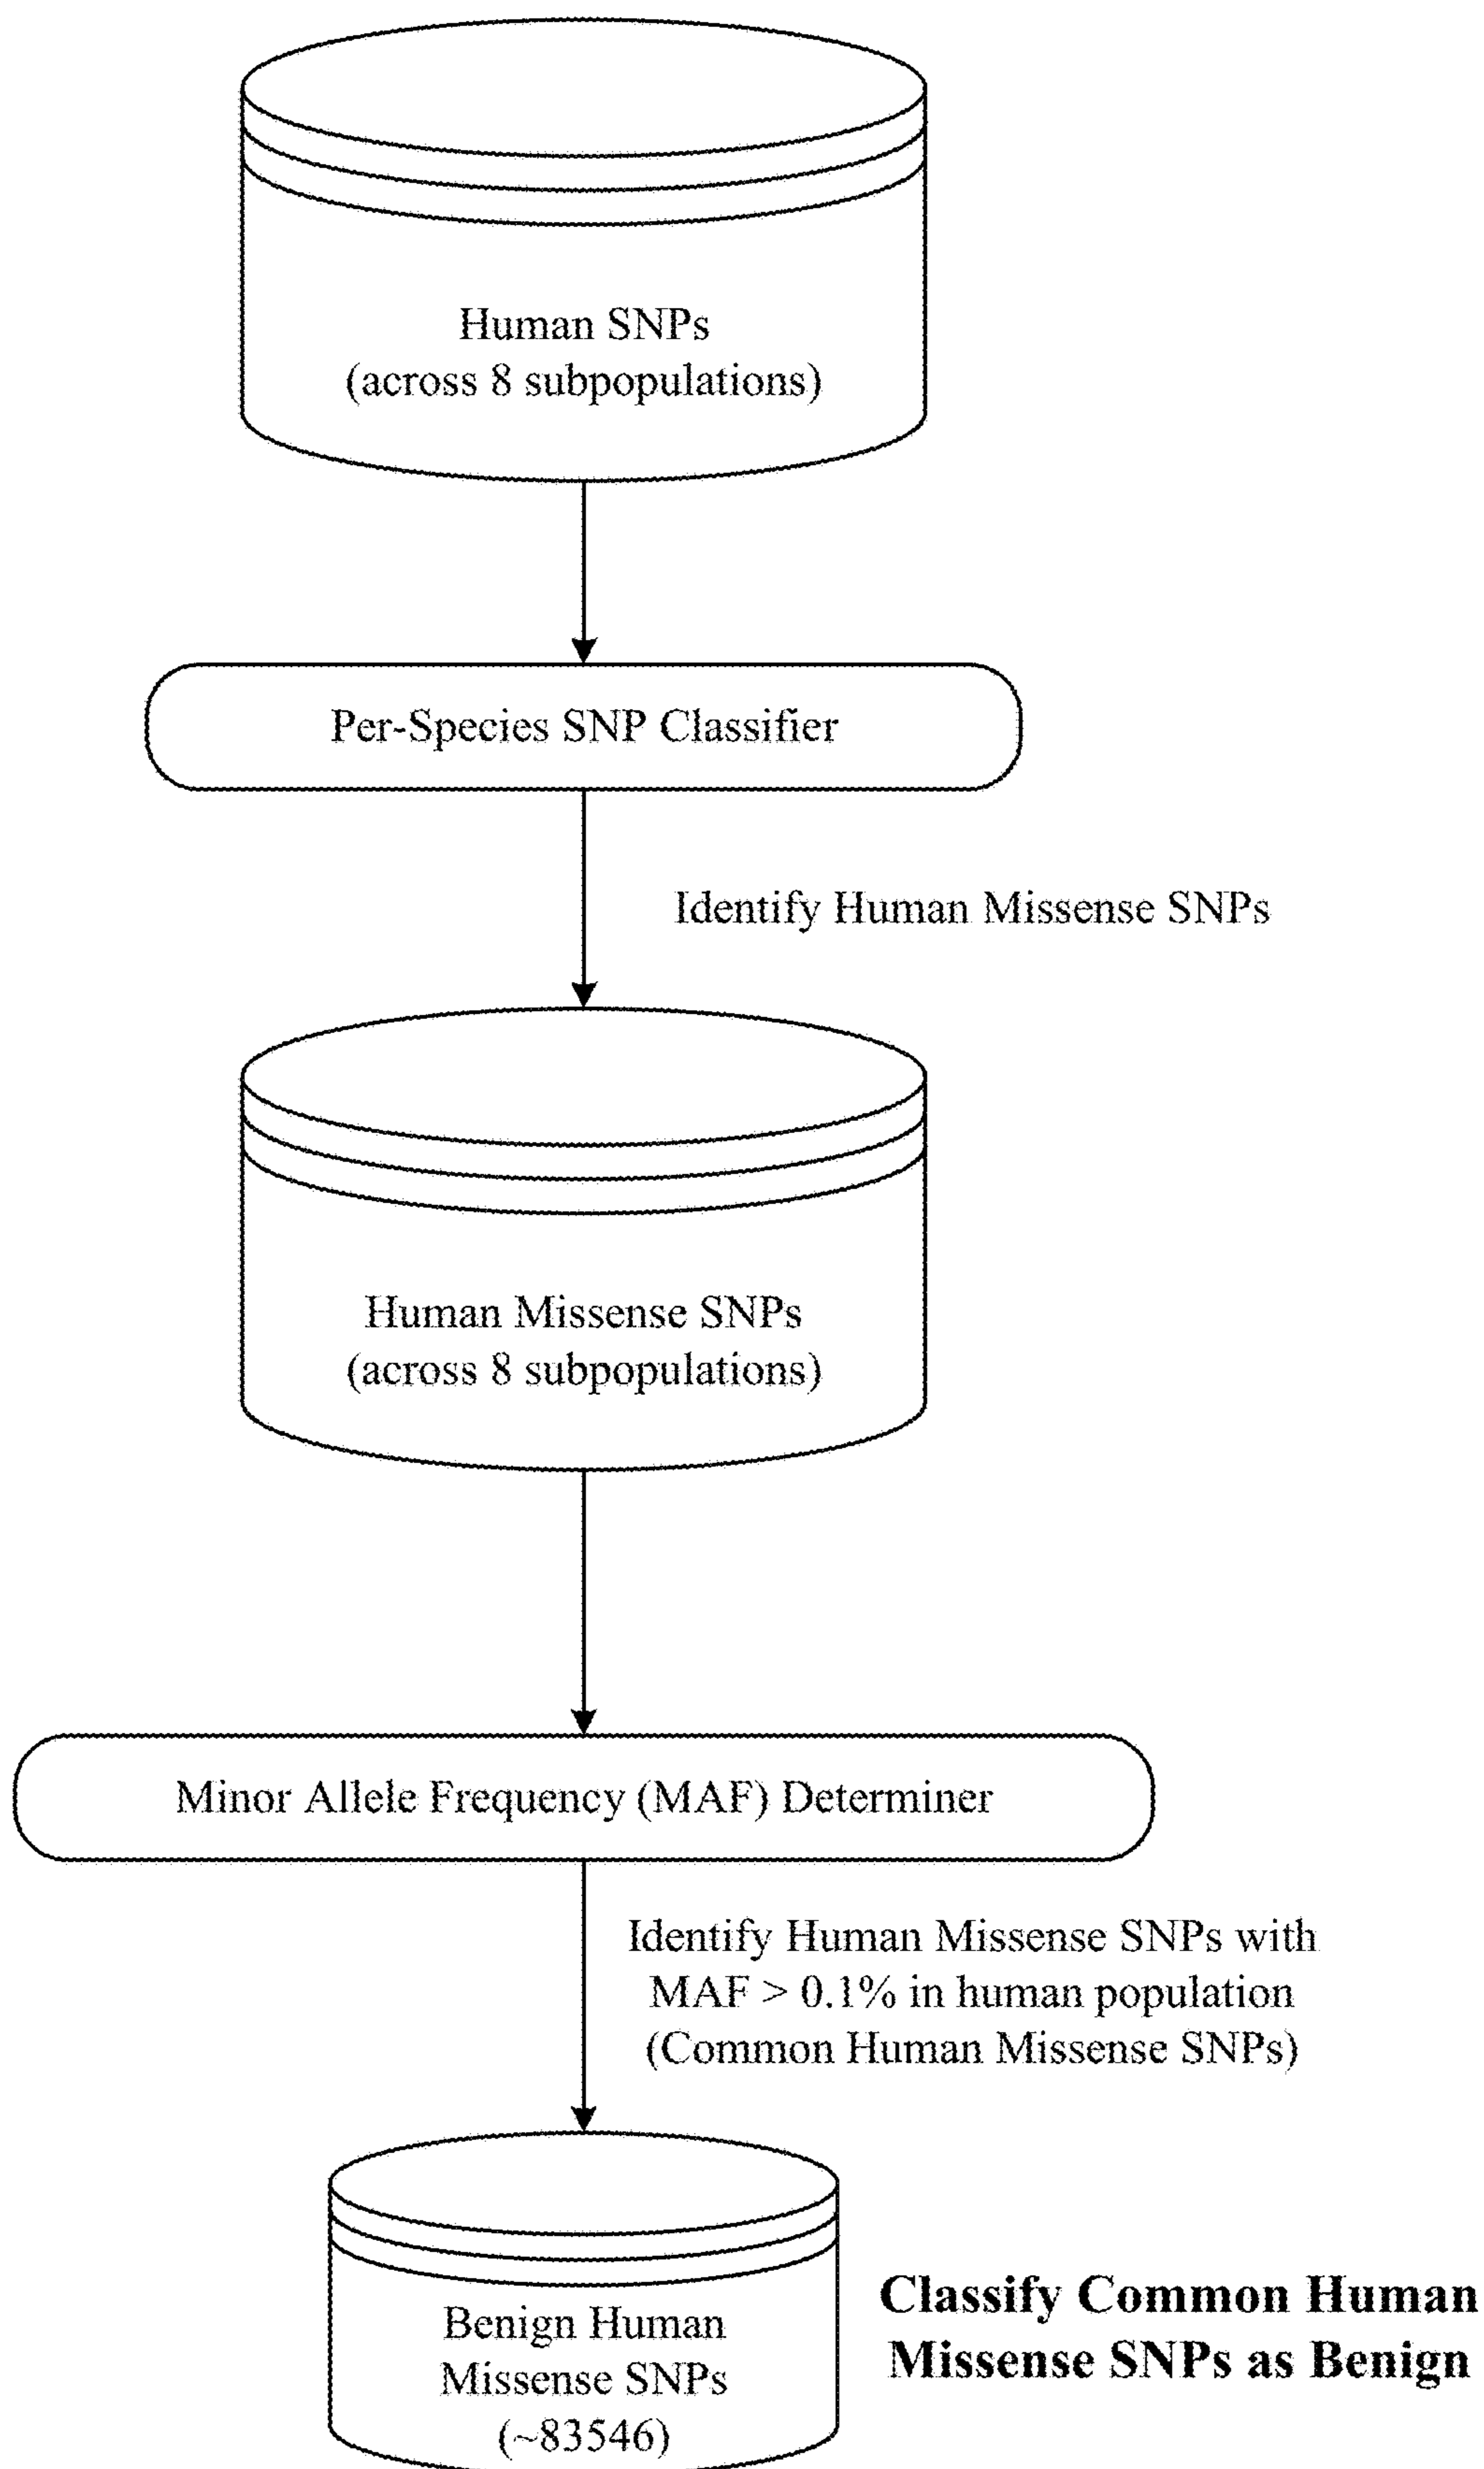 Human SNPs
(across 8 subpopulations)
Per-Species SNP Classifier
Identify Human Missense SNPs
Human Missense SNPs
(across 8 subpopulations)
Minor Allele Frequency (MAF) Determiner
Identify Human Missense SNPs with
MAF > 0.1% in human population
(Common Human Missense SNPs)
Benign Human
Missense SNPs
(~83546)
Classify Common Human
Missense SNPs as Benign